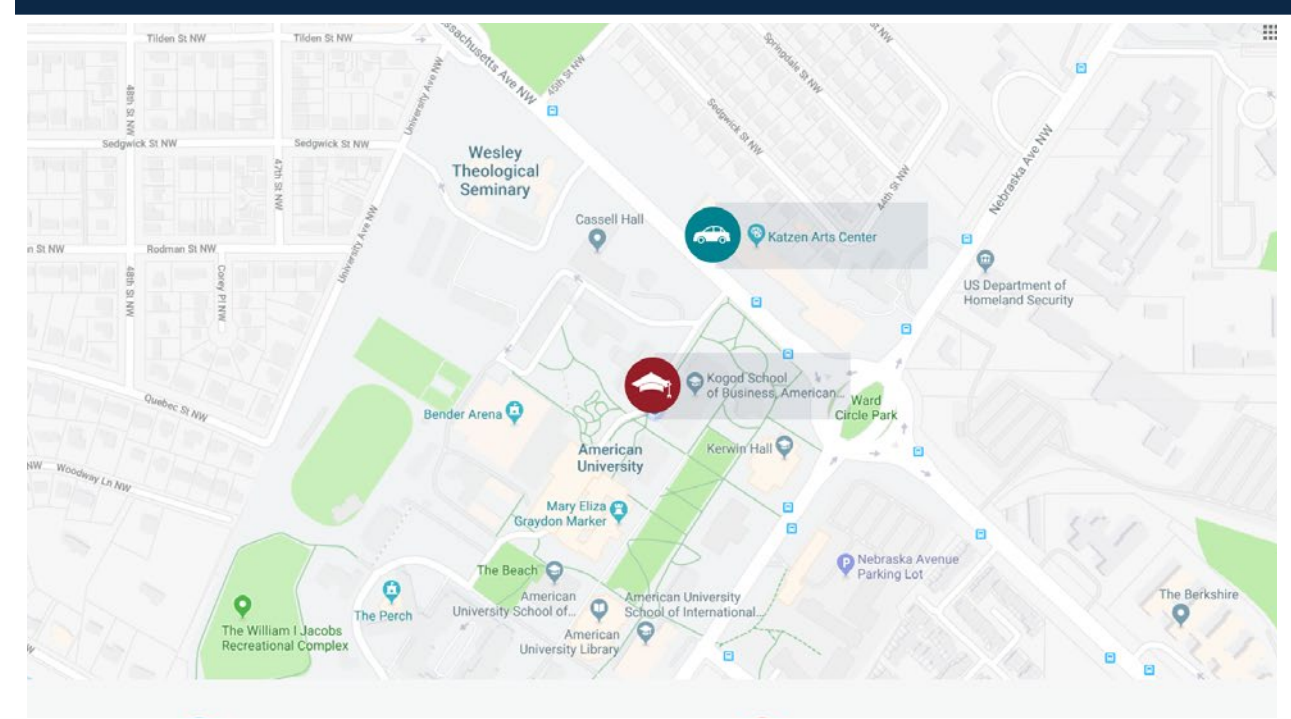 Tilden St NW
Tilden St NW
Massachusetts Ave NW
45th St NW
Springdale St NW
St NW
48th St NW
University Ave NW
Sedgwick St NW
Sedgwick St NW
Sedgwick St NW
47th St NW
Wesley
Theological
Seminary
Nebraska Ave NW
44th St NW
Cassell Hall
Katzen Arts Center
n St NW
Rodman St NW
University Ave NW
48th St NW
Corey Pl NW
US Department of
Homeland Security
Kogod School
of Business, American...
Ward
Circle Park
Quebec St NW
Bender Arena
American
University
Kerwin Hall
NW
Woodway Ln NW
Mary Eliza
Graydon Marker
Nebraska Avenue
Parking Lot
The Beach
American
University School of...
American University
School of International...
The Berkshire
The Perch
The William I Jacobs
Recreational Complex
American
University Library
P